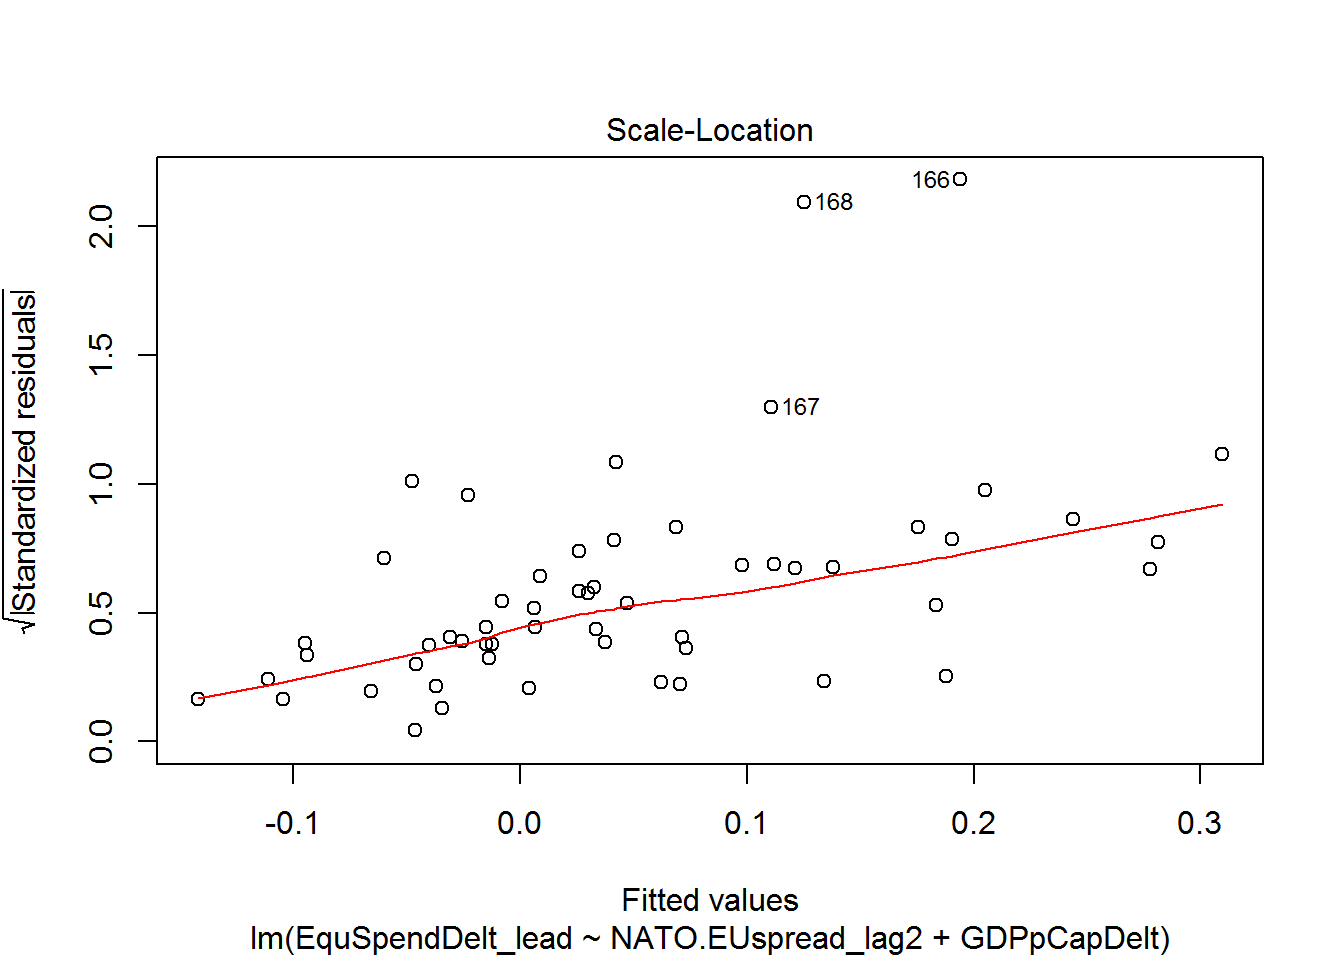 Scale-Location
√|Standardized residuals|
2.0
1.5
1.0
0.5
0.0
166
168
167
-0.1 0.0 0.1 0.2 0.3
Fitted values
lm(EquSpendDelt_lead ~ NATO.EUspread_lag2 + GDPpCapDelt)